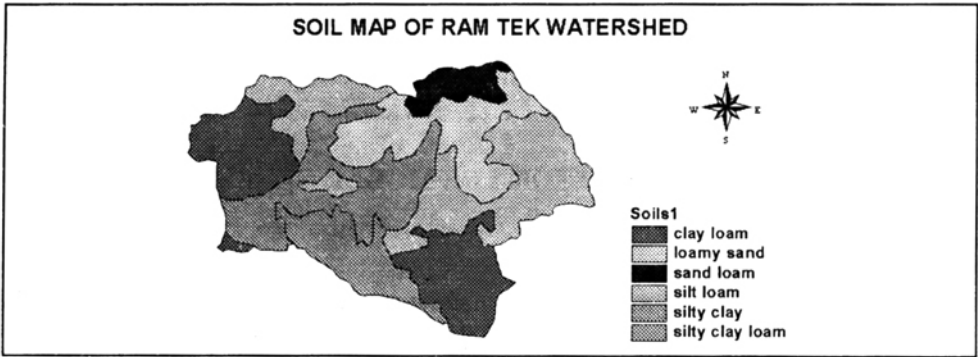 SOIL MAP OF RAM TEK WATERSHED
N
W E
S
Soils1
clay loam
loamy sand
sand loam
silt loam
silty clay
silty clay loam